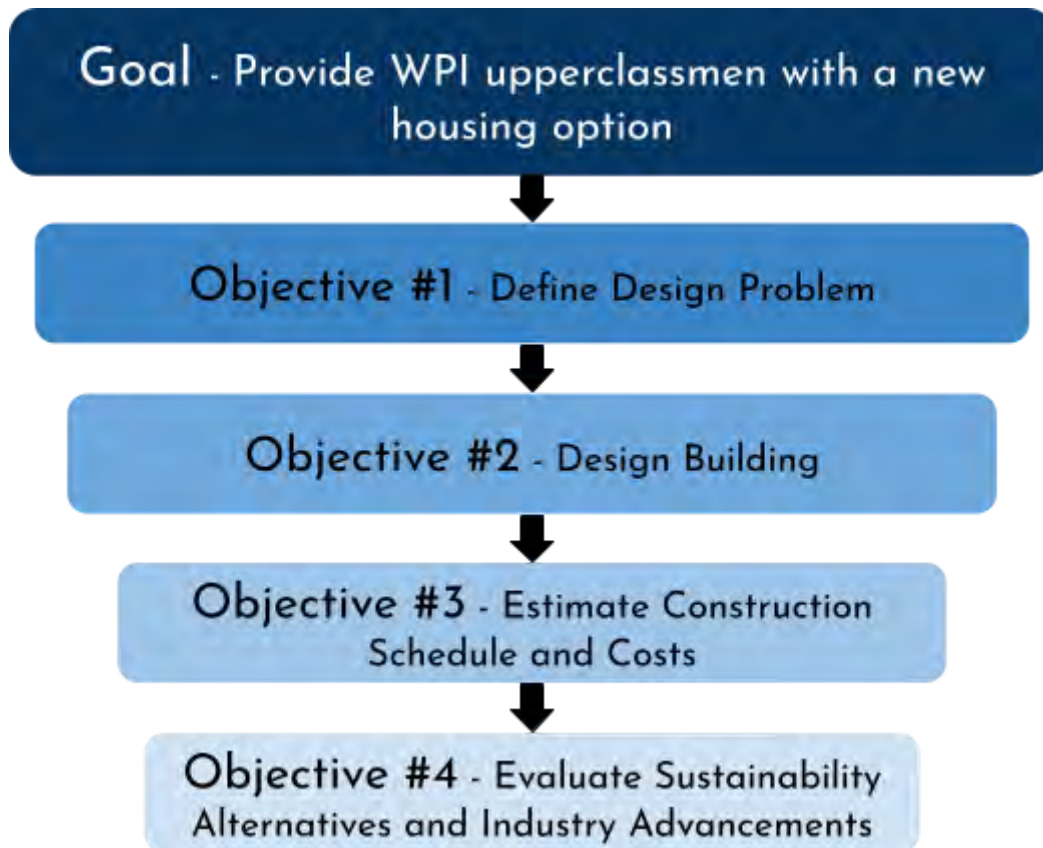 Goal - Provide WPI upperclassmen with a new
housing option
Objective #1 - Define Design Problem
Objective #2 - Design Building
Objective #3 - Estimate Construction
Schedule and Costs
Objective #4 - Evaluate Sustainability
Alternatives and Industry Advancements